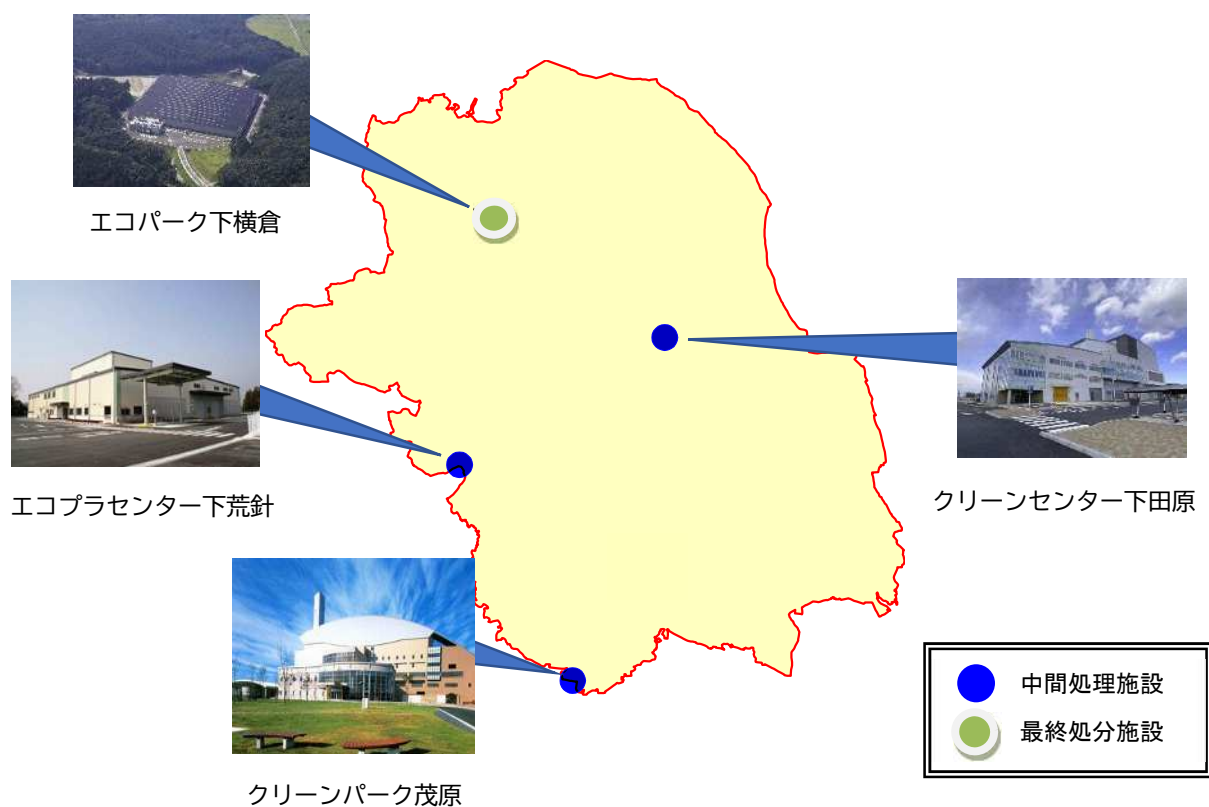 エコパーク下横倉
エコプラセンター下荒針
クリーンセンター下田原
クリーンパーク茂原
中間処理施設
最終処分施設